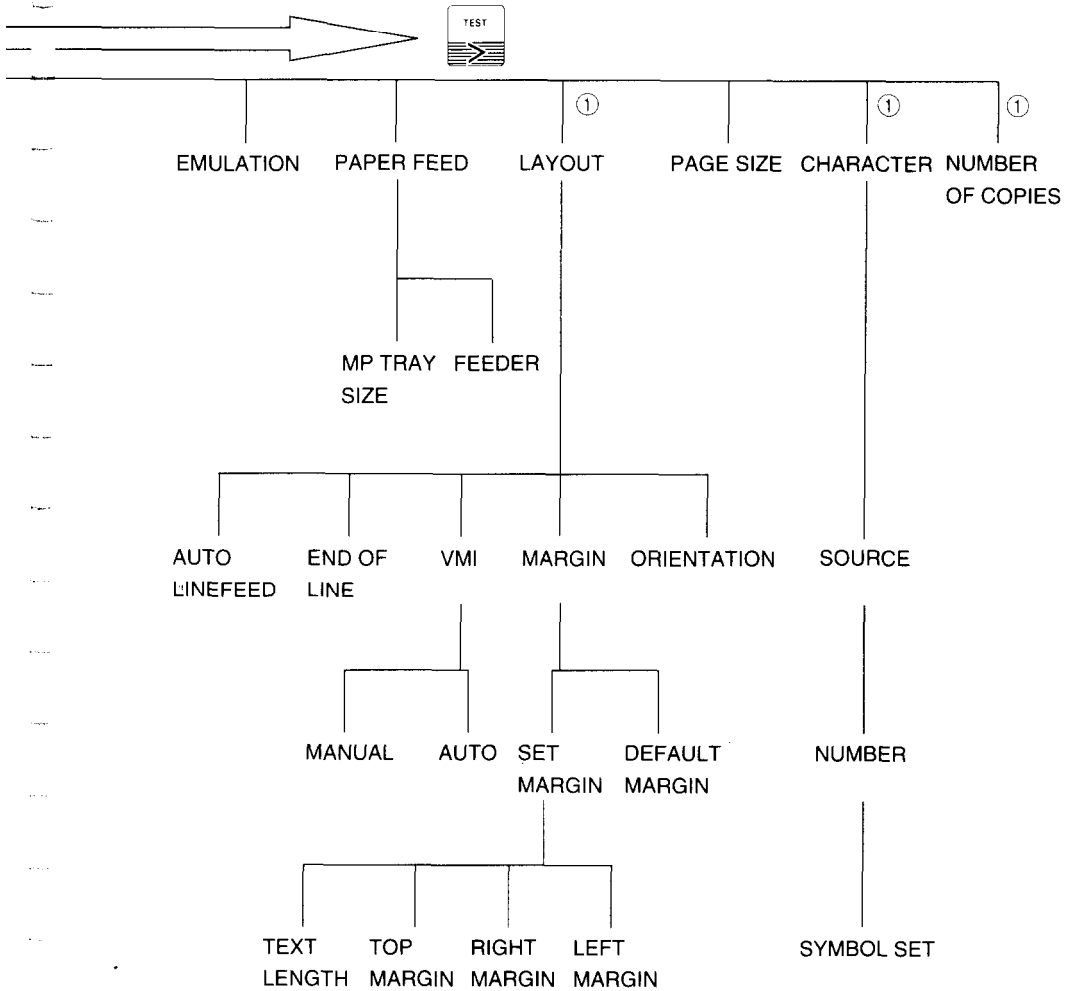 TEST
>
① ① ①
EMULATION PAPER FEED LAYOUT PAGE SIZE CHARACTER NUMBER
OF COPIES
MP TRAY FEEDER
SIZE
AUTO END OF VMI MARGIN ORIENTATION SOURCE
LINEFEED LINE
MANUAL AUTO SET DEFAULT NUMBER
MARGIN MARGIN
TEXT TOP RIGHT LEFT SYMBOL SET
LENGTH MARGIN MARGIN MARGIN